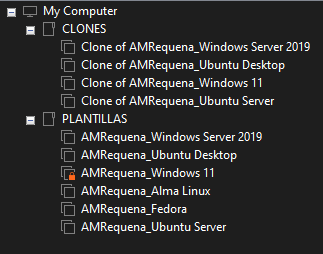 My Computer
CLONES
Clone of AMRequena_Windows Server 2019
Clone of AMRequena_Ubuntu Desktop
Clone of AMRequena_Windows 11
Clone of AMRequena_Ubuntu Server
PLANTILLAS
AMRequena_Windows Server 2019
AMRequena_Ubuntu Desktop
AMRequena_Windows 11
AMRequena_Alma Linux
AMRequena_Fedora
AMRequena_Ubuntu Server